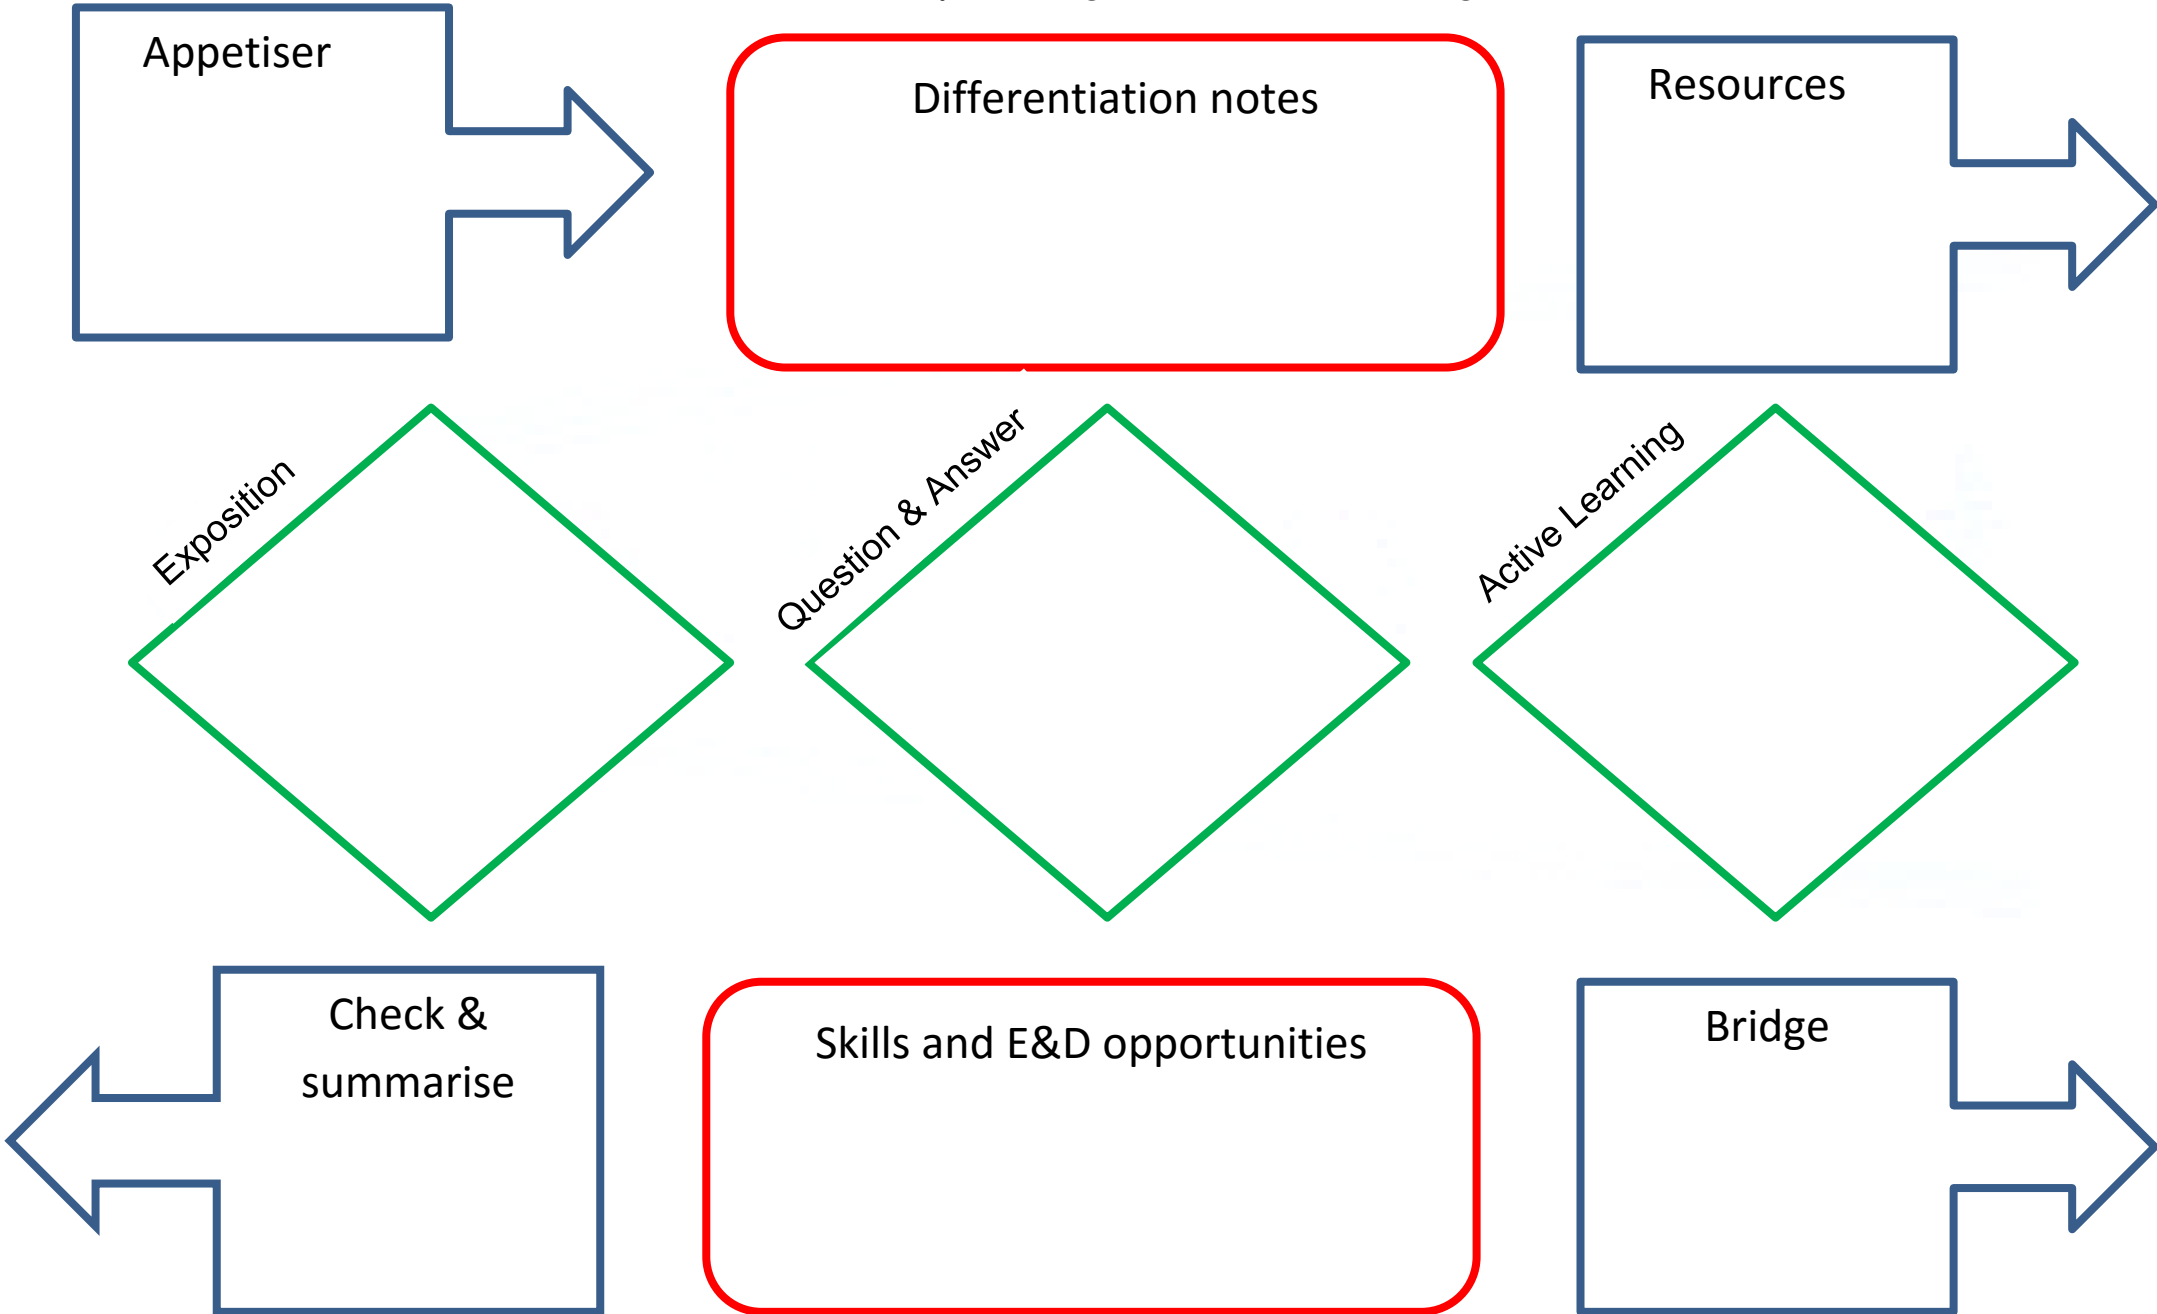 Appetiser
Differentiation notes
Resources
Exposition
Question & Answer
Active Learning
Check &
summarise
Skills and E&D opportunities
Bridge